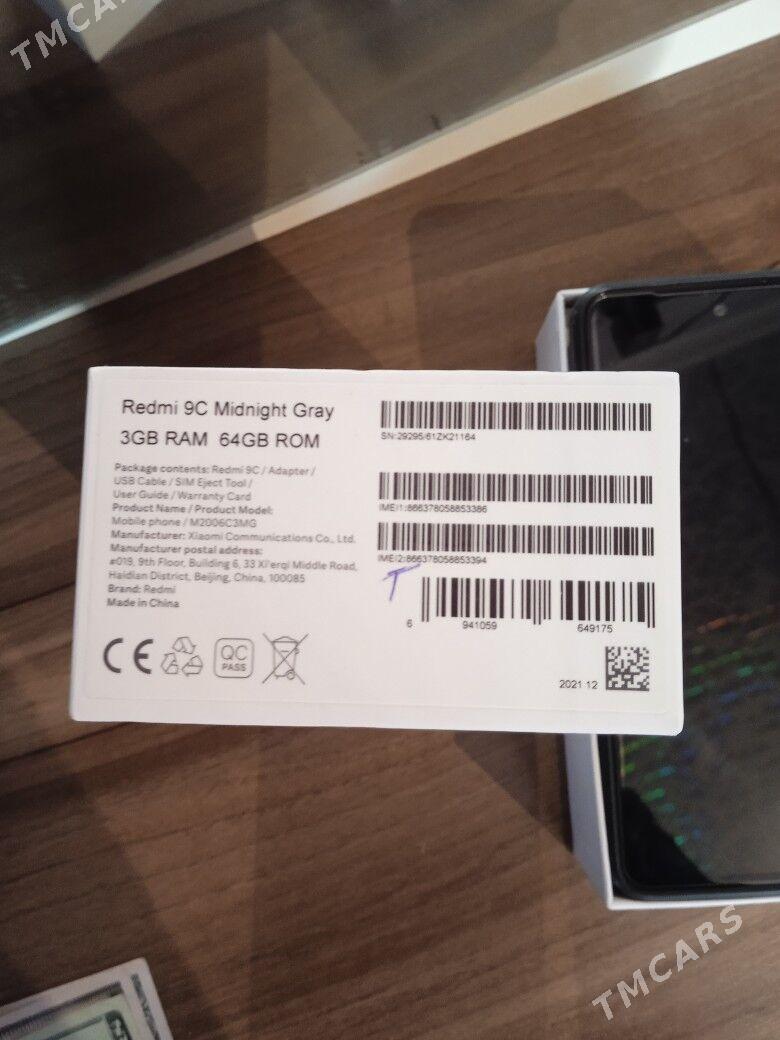 TMCARS
Redmi 9C Midnight Gray
3GB RAM 64GB ROM
Package contents: Redmi 9C / Adapter /
USB Cable / SIM Eject Tool /
User Guide / Warranty Card
Product Name / Product Model:
Mobile phone / M2006C3MG
Manufacturer: Xiaomi Communications Co., Ltd.
Manufacturer postal address:
#019, 9th Floor, Building 6, 33 Xi'erqi Middle Road,
Haidian District, Beijing, China, 100085
Brand: Redmi
Made in China
CE
QC
PASS
SN:29295/61ZK21164
IMEI1:866378058853386
IMEI2:866378058853394
T
6 941059 649175
2021 12
TMCARS